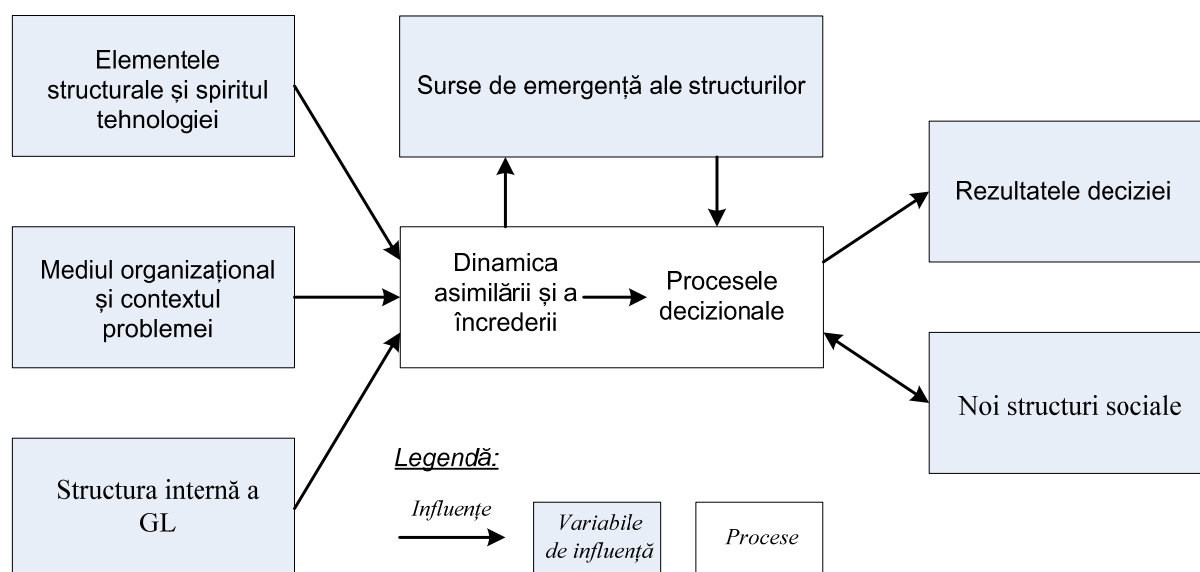 Elementele
structurale și spiritul
tehnologiei
Surse de emergență ale structurilor
Rezultatele deciziei
Mediul organizațional
și contextul
problemei
Dinamica
asimilării și a
încrederii
Procesele
decizionale
Noi structuri sociale
Structura internă a
GL
Legendă:
Influențe
Variabile
de influență
Procese